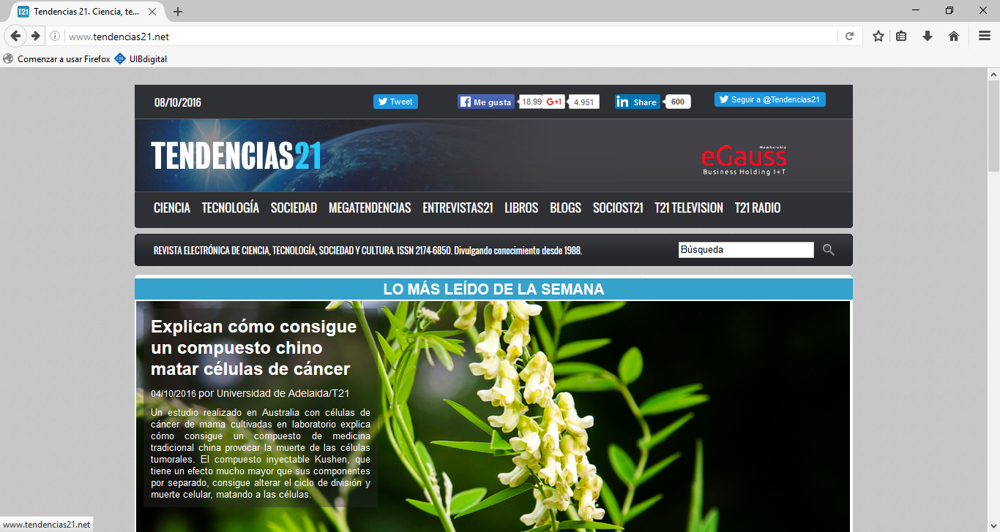 T21 Tendencias 21. Ciencia, te...
www.tendencias21.net
Comenzar a usar Firefox UIBdigital
08/10/2016 Tweet Me gusta 18.99 G+1 4.951 in Share 600 Seguir a @Tendencias21
TENDENCIAS21
Membership
eGauss
Business Holding I+T
CIENCIA TECNOLOGÍA SOCIEDAD MEGATENDENCIAS ENTREVISTAS21 LIBROS BLOGS SOCIOST21 T21 TELEVISION T21 RADIO
REVISTA ELECTRÓNICA DE CIENCIA, TECNOLOGÍA, SOCIEDAD Y CULTURA. ISSN 2174-6850. Divulgando conocimiento desde 1988. Búsqueda
LO MÁS LEÍDO DE LA SEMANA
Explican cómo consigue
un compuesto chino
matar células de cáncer
04/10/2016 por Universidad de Adelaida/T21
Un estudio realizado en Australia con células de
cáncer de mama cultivadas en laboratorio explica
cómo consigue un compuesto de medicina
tradicional china provocar la muerte de las células
tumorales. El compuesto inyectable Kushen, que
tiene un efecto mucho mayor que sus componentes
por separado, consigue alterar el ciclo de división y
muerte celular, matando a las células.
www.tendencias21.net